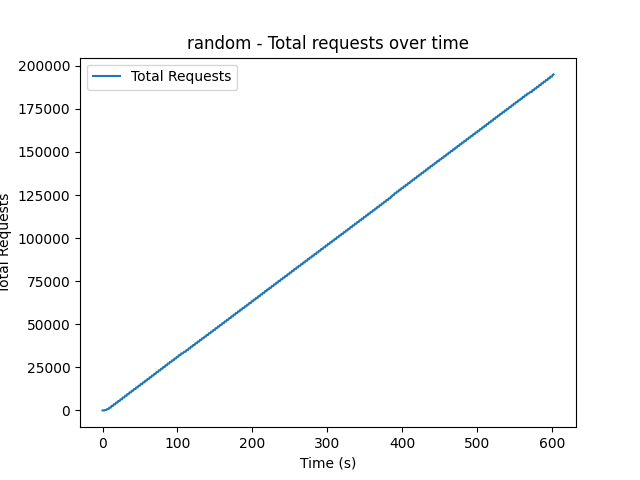 random - Total requests over time
Total Requests
200000
175000
150000
125000
100000
75000
50000
25000
0
Total Requests
0 100 200 300 400 500 600
Time (s)